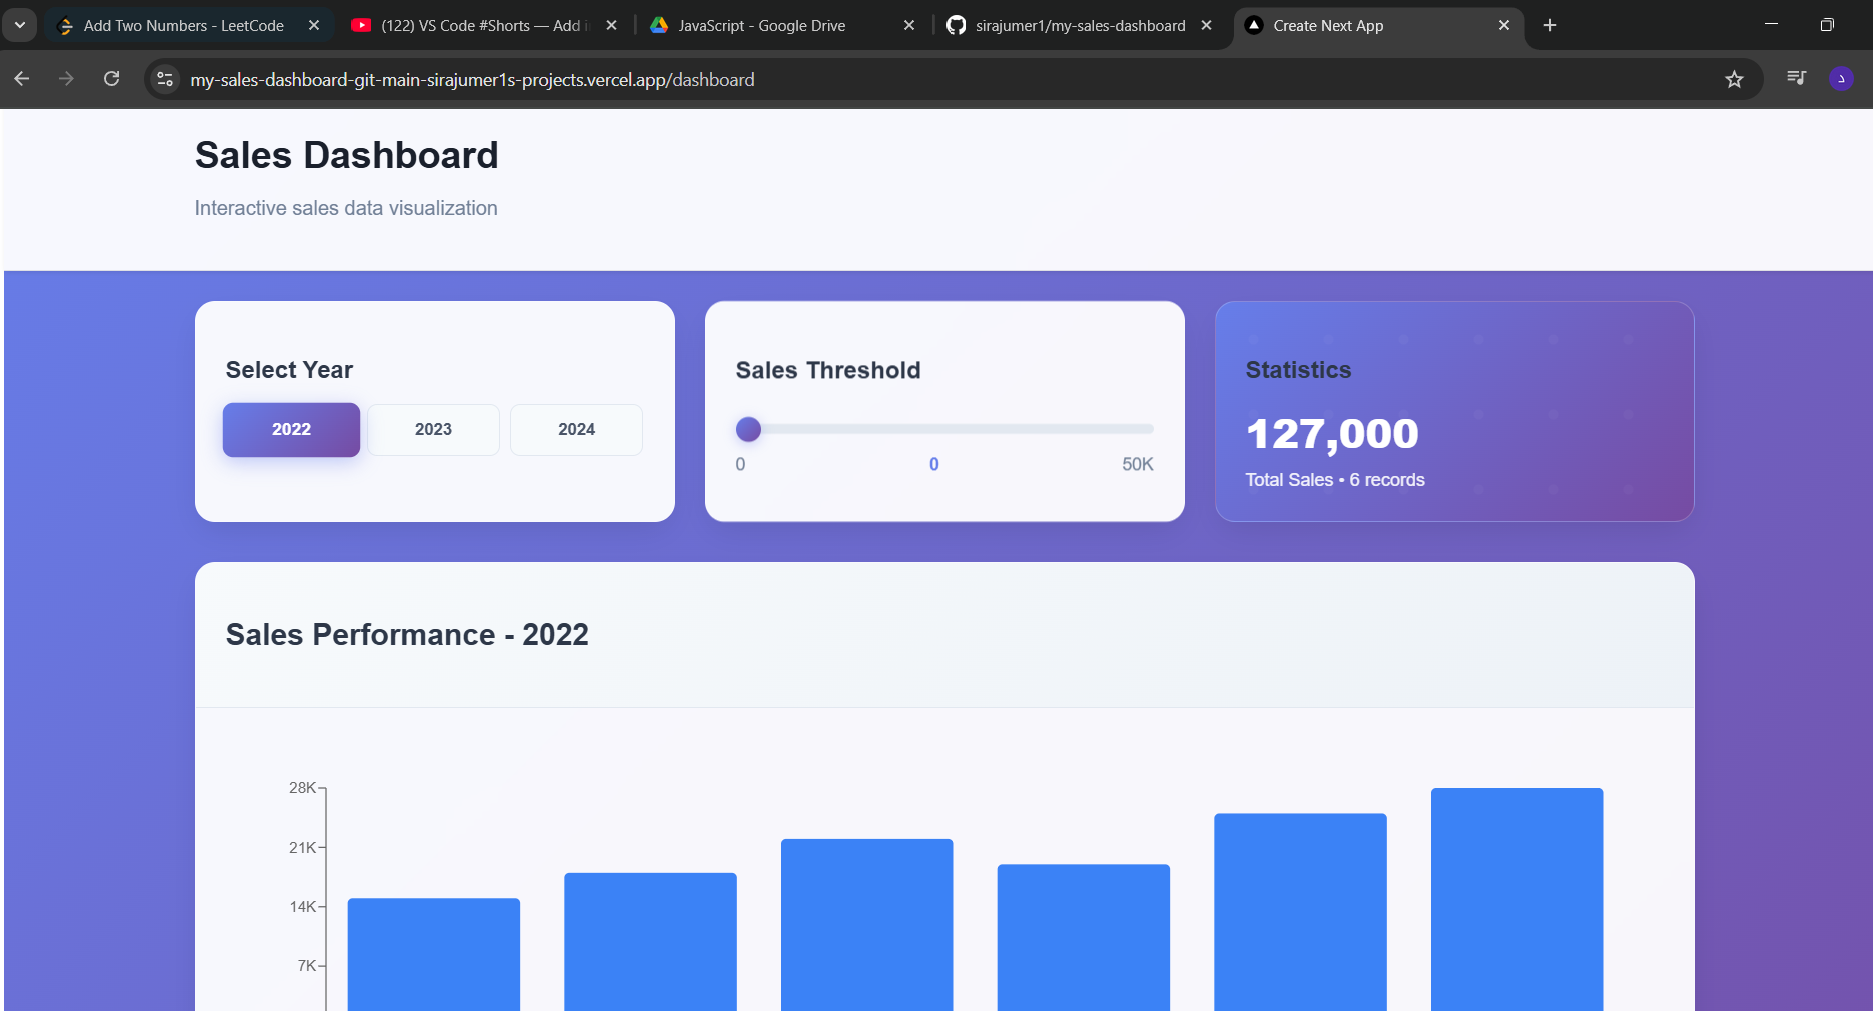 Add Two Numbers - LeetCode
(122) VS Code #Shorts — Add i
JavaScript - Google Drive
sirajumer1/my-sales-dashboard
Create Next App
my-sales-dashboard-git-main-sirajumer1s-projects.vercel.app/dashboard
د
Sales Dashboard
Interactive sales data visualization
Select Year
2022
2023
2024
Sales Threshold
0
0
50K
Statistics
127,000
Total Sales • 6 records
Sales Performance - 2022
28K
21K
14K
7K